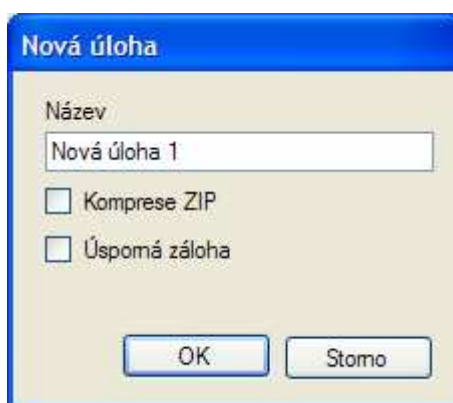 Nová úloha
Název
Nová úloha 1
Komprese ZIP
Úsporná záloha
OK
Storno